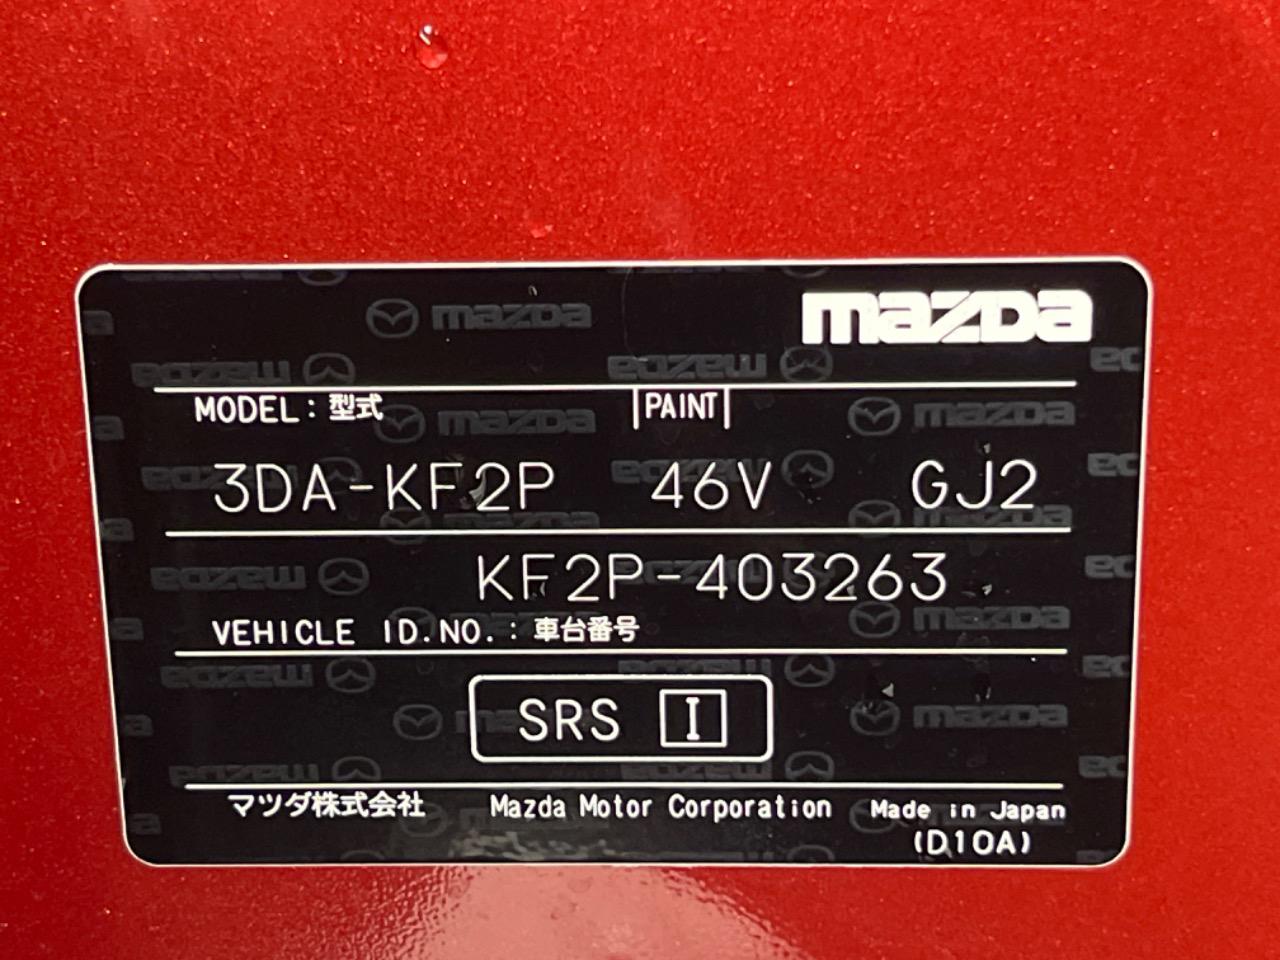 mazda
MODEL : 型式 PAINT
3DA-KF2P 46V GJ2
KF2P-403263
VEHICLE ID.NO. : 車台番号
SRS I
マツダ株式会社 Mazda Motor Corporation Made in Japan
(D10A)